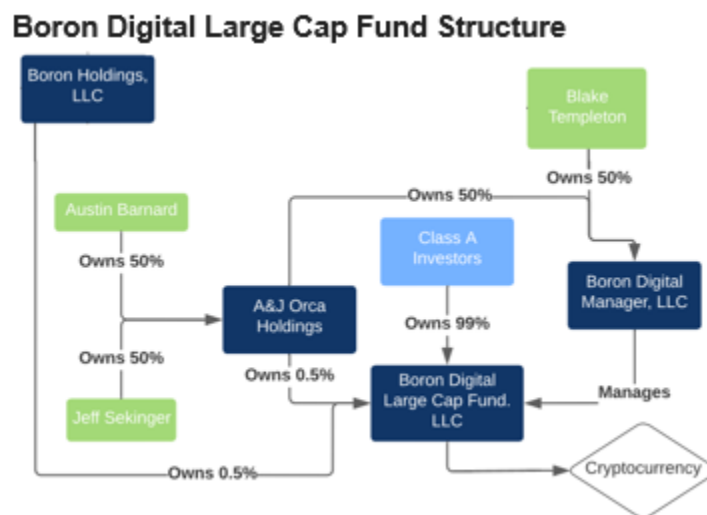 Boron Digital Large Cap Fund Structure
Boron Holdings,
LLC
Blake
Templeton
Owns 50%
Owns 50%
Austin Barnard
Class A
Investors
Owns 50%
Boron Digital
Manager, LLC
A&J Orca
Holdings
Owns 99%
Owns 50%
Owns 0.5%
Boron Digital
Large Cap Fund.
LLC
Manages
Jeff Sekinger
Owns 0.5%
Cryptocurrency